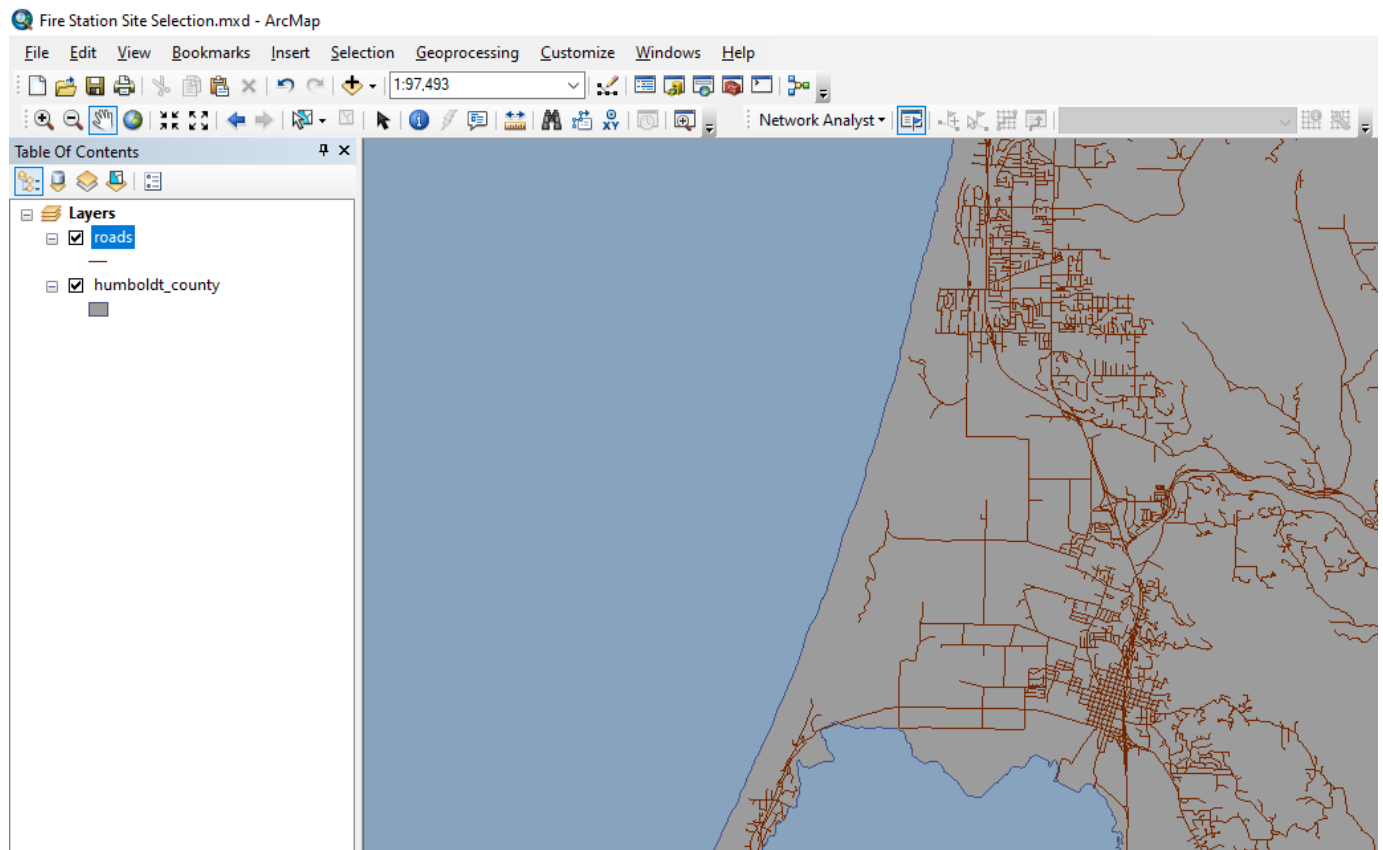 Fire Station Site Selection.mxd - ArcMap
File Edit View Bookmarks Insert Selection Geoprocessing Customize Windows Help
1:97,493
Network Analyst
Table Of Contents
Layers
roads
humboldt_county